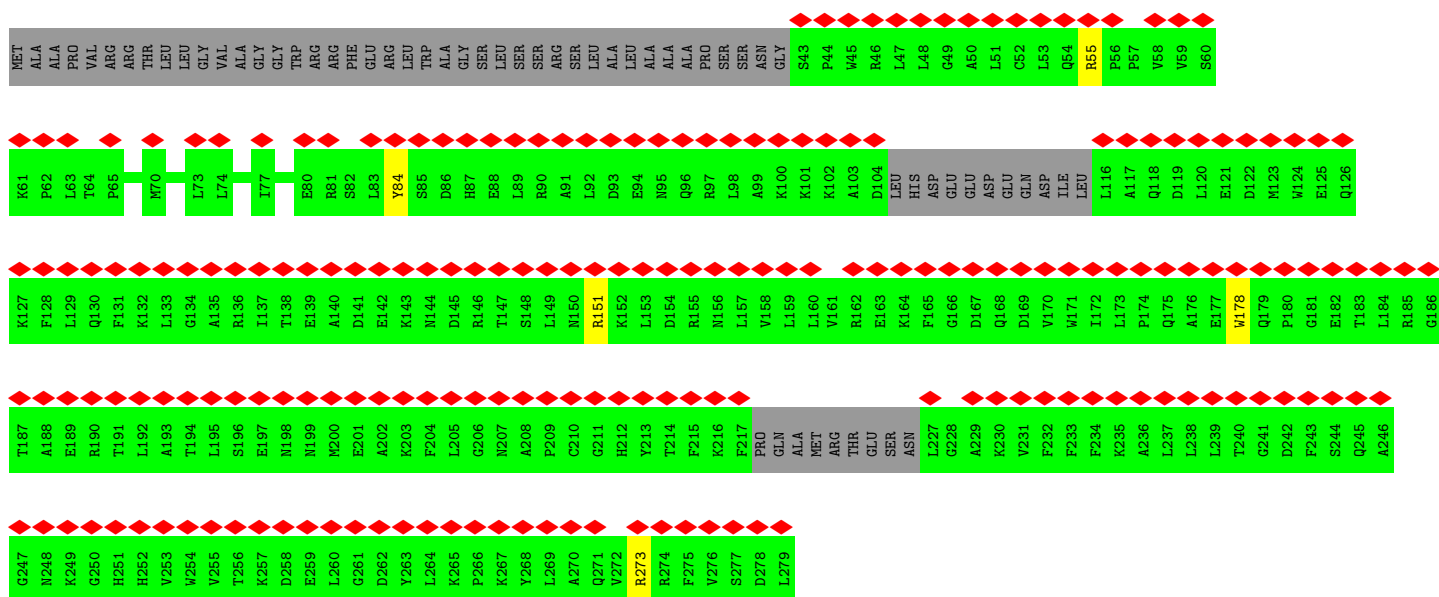 MET ALA ALA PRO VAL ARG ARG THR LEU LEU GLY VAL ALA GLY GLY TRP ARG ARG PHE GLU ARG LEU TRP ALA GLY SER LEU SER SER ARG SER LEU ALA LEU ALA ALA ALA PRO SER SER ASN GLY S43 P44 W45 R46 L47 L48 G49 A50 L51 C52 L53 Q54 R55 P56 P57 V58 V59 S60
K61 P62 L63 T64 P65 M70 L73 L74 I77 E80 R81 S82 L83 Y84 S85 D86 H87 E88 L89 R90 A91 L92 D93 E94 N95 Q96 R97 L98 A99 K100 K101 K102 A103 D104 LEU HIS ASP GLU GLU ASP GLU GLN ASP ILE LEU L116 A117 Q118 D119 L120 E121 D122 M123 W124 E125 Q126
K127 F128 L129 Q130 F131 K132 L133 G134 A135 R136 I137 T138 E139 A140 D141 E142 K143 N144 D145 R146 T147 S148 L149 N150 R151 K152 L153 D154 R155 N156 L157 V158 L159 L160 V161 R162 E163 K164 F165 G166 D167 Q168 D169 V170 W171 I172 L173 P174 Q175 A176 E177 W178 Q179 P180 G181 E182 T183 L184 R185 G186
T187 A188 E189 R190 T191 L192 A193 T194 L195 S196 E197 N198 N199 M200 E201 A202 K203 F204 L205 G206 N207 A208 P209 C210 G211 H212 Y213 T214 F215 K216 F217 PRO GLN ALA MET ARG THR GLU SER ASN L227 G228 A229 K230 V231 F232 F233 F234 K235 A236 L237 L238 L239 T240 G241 D242 F243 S244 Q245 A246
G247 N248 K249 G250 H251 H252 V253 W254 V255 T256 K257 D258 E259 L260 G261 D262 Y263 L264 K265 P266 K267 Y268 L269 A270 Q271 V272 R273 R274 F275 V276 S277 D278 L279